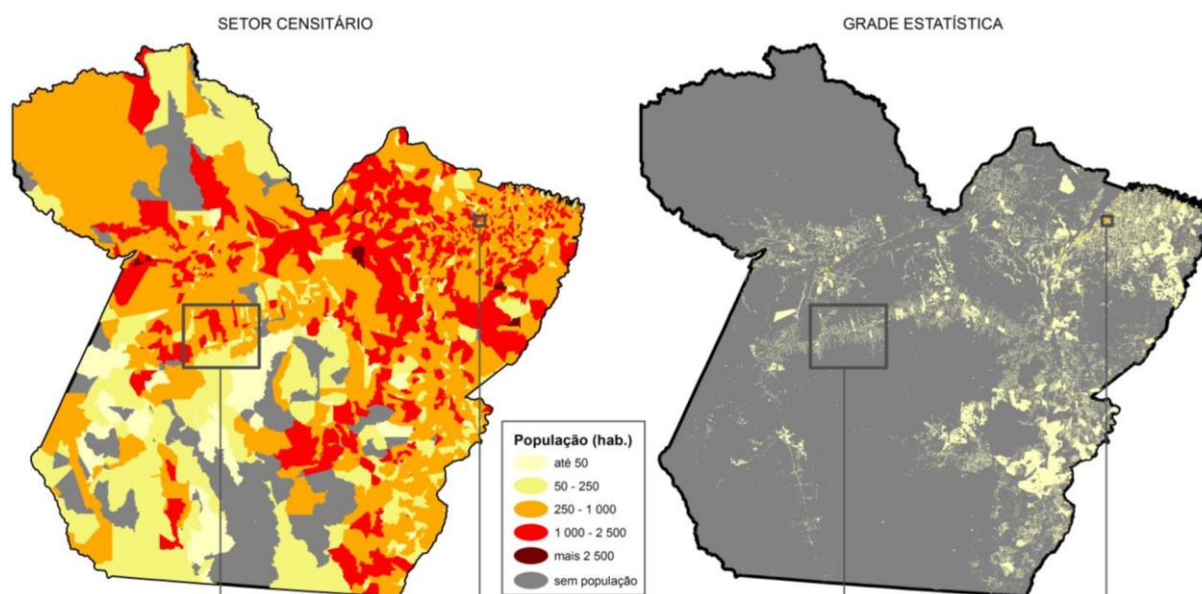 SETOR CENSITÁRIO
GRADE ESTATÍSTICA
População (hab.)
até 50
50 - 250
250 - 1 000
1 000 - 2 500
mais 2 500
sem população